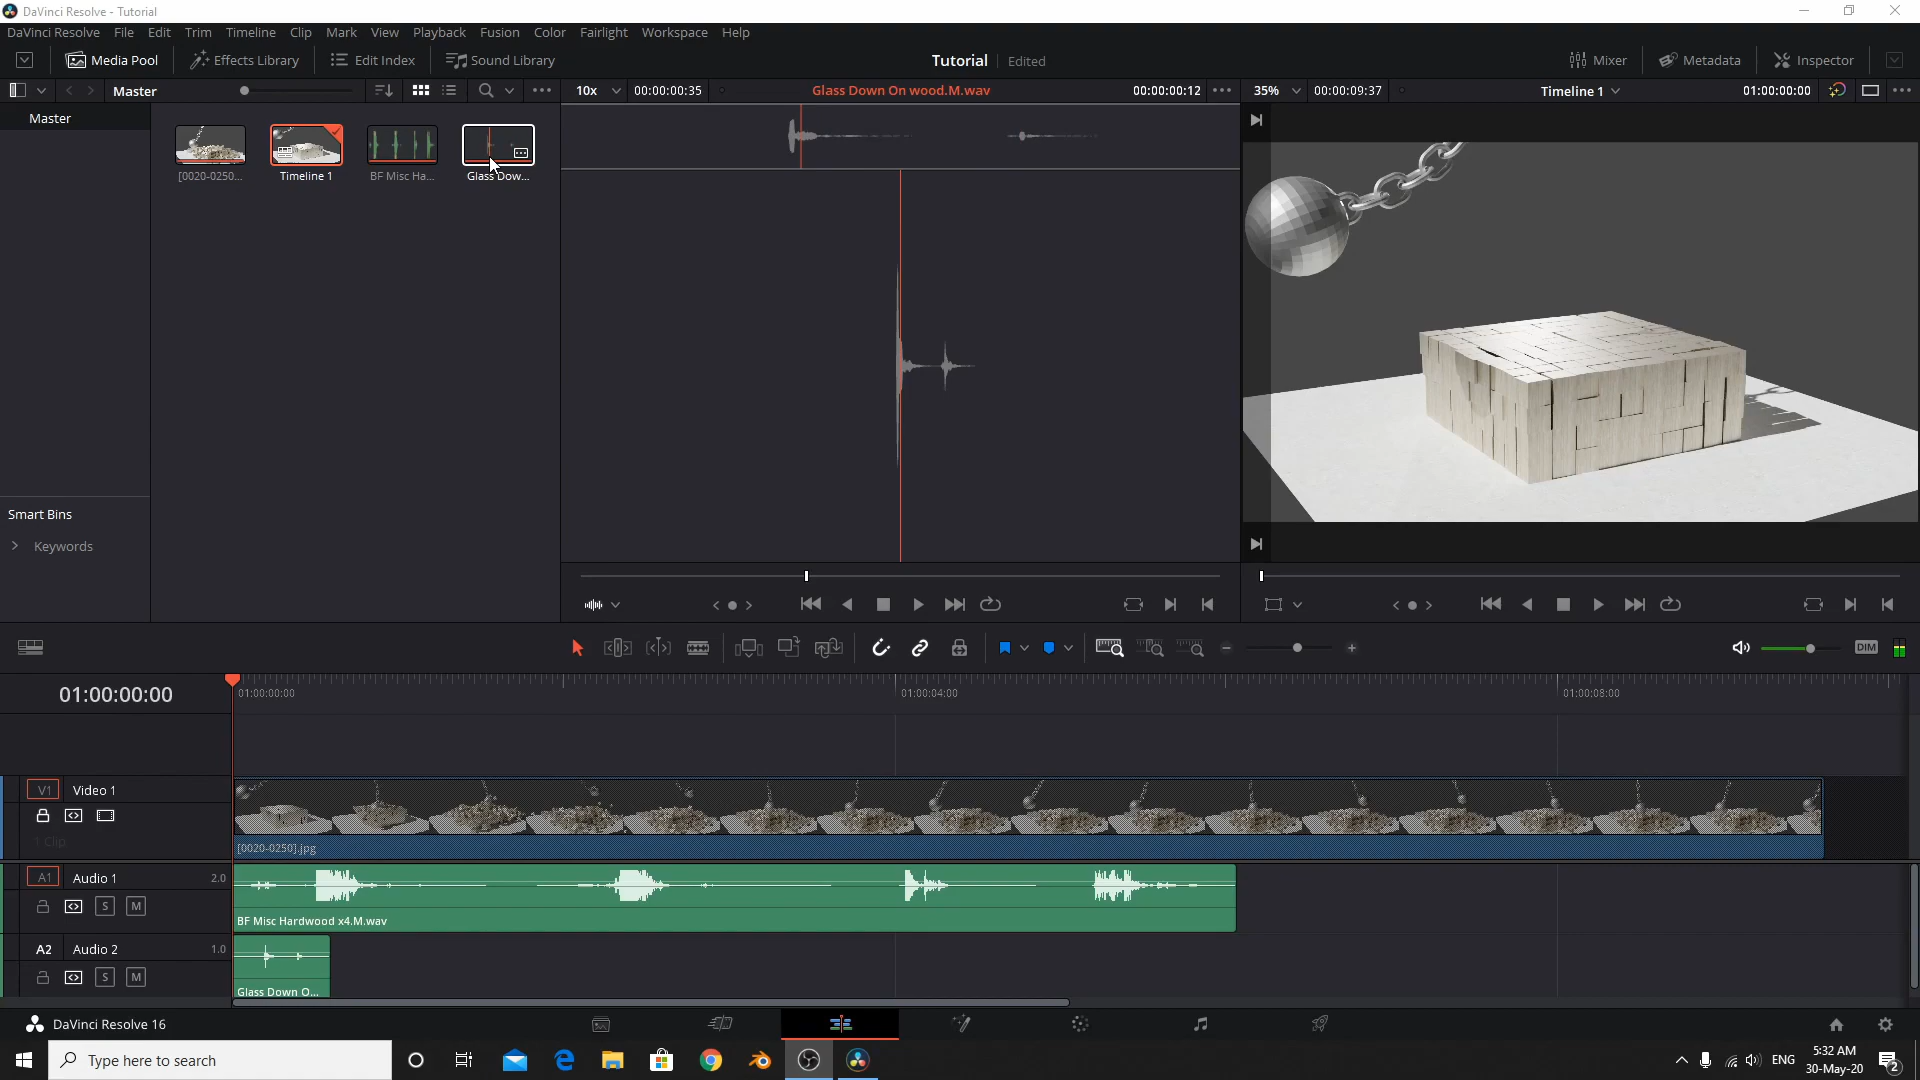 DaVinci Resolve - Tutorial
DaVinci Resolve File Edit Trim Timeline Clip Mark View Playback Fusion Color Fairlight Workspace Help
Media Pool Effects Library Edit Index Sound Library Tutorial Edited Mixer Metadata Inspector
Master 10x 00:00:00:35 Glass Down On wood.M.wav 00:00:00:12 35% 00:00:09:37 Timeline 1 01:00:00:00
Master
[0020-0250... Timeline 1 BF Misc Ha... Glass Dow...
Smart Bins
Keywords
DIM
01:00:00:00 01:00:00:00 01:00:04:00 01:00:08:00
V1 Video 1
1 Clip
[0020-0250].jpg
A1 Audio 1 2.0
S M
BF Misc Hardwood x4.M.wav
A2 Audio 2 1.0
S M
Glass Down O...
DaVinci Resolve 16
Type here to search ENG 5:32 AM
30-May-20 2